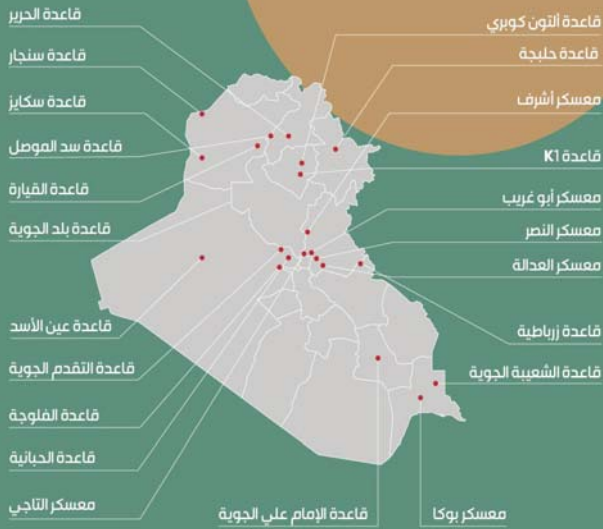 قاعدة الحرير
قاعدة سنجار
قاعدة سكايز
قاعدة سد الموصل
قاعدة القيارة
قاعدة بلد الجوية
قاعدة عين الأسد
قاعدة التقدم الجوية
قاعدة الفلوجة
قاعدة الحبانية
معسكر التاجي
قاعدة ألتون كوبري
قاعدة حلبجة
معسكر أشرف
قاعدة K1
معسكر أبو غريب
معسكر النصر
معسكر العدالة
قاعدة زرباطية
قاعدة الشعيبة الجوية
معسكر بوكا
قاعدة الإمام علي الجوية